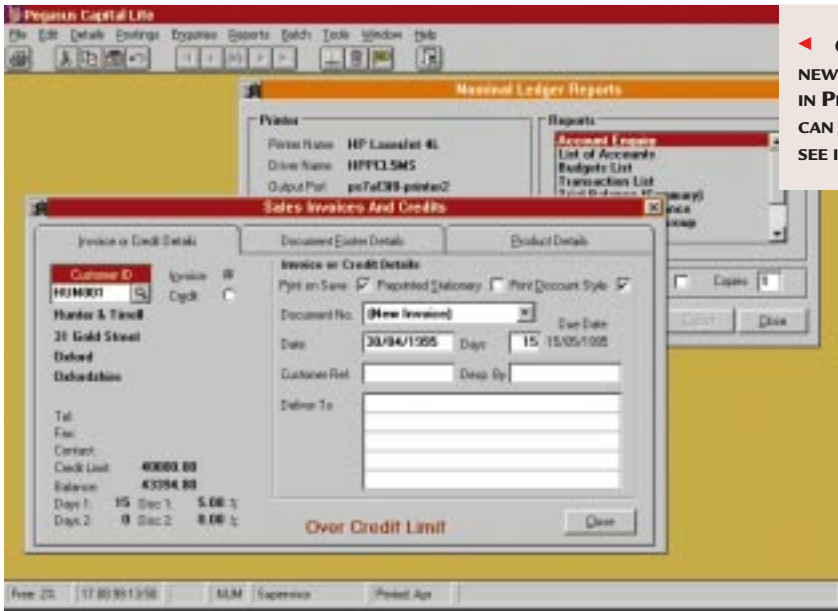 Pegasus Capital Lite
File Edit Details Postings Enquiries Reports Batch Tools Window Help
NEW
IN
CAN
SEE
Nominal Ledger Reports
Printer
Printer Name HP LaserJet 4L
Driver Name HPPCL5MS
Output Port
Reports
Account Enquire
List of Accounts
Budgets List
Transaction List
Copies 1
Close
Sales Invoices And Credits
Invoice or Credit Details
Document Footer Details
Product Details
Customer ID
HUN001
Invoice
Credit
Hunter & Tirrell
31 Gold Street
Oxford
Oxfordshire
Tel:
Fax:
Contact:
Credit Limit 40000.00
Balance 43394.80
Days 1: 15 Disc 1: 5.00 %
Days 2: 0 Disc 2: 0.00 %
Invoice or Credit Details
Print on Save Preprinted Stationery Print Discount Style
Document No. (New Invoice)
Due Date
Date 30/04/1995 Days 15 15/05/1995
Customer Ref. Desp. By
Deliver To
Over Credit Limit
Close
NUM Supervisor Period: Apr